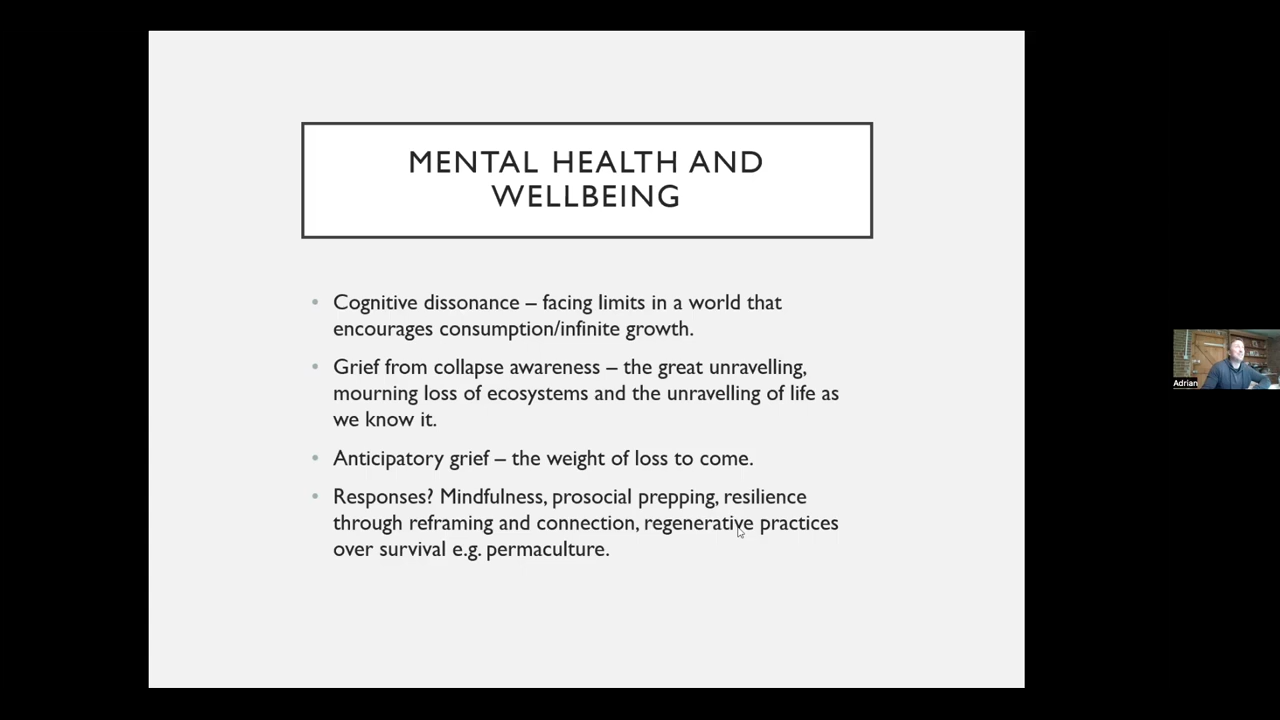 MENTAL HEALTH AND
WELLBEING
• Cognitive dissonance – facing limits in a world that
encourages consumption/infinite growth.
• Grief from collapse awareness – the great unravelling,
mourning loss of ecosystems and the unravelling of life as
we know it.
• Anticipatory grief – the weight of loss to come.
• Responses? Mindfulness, prosocial prepping, resilience
through reframing and connection, regenerative practices
over survival e.g. permaculture.
Adrian